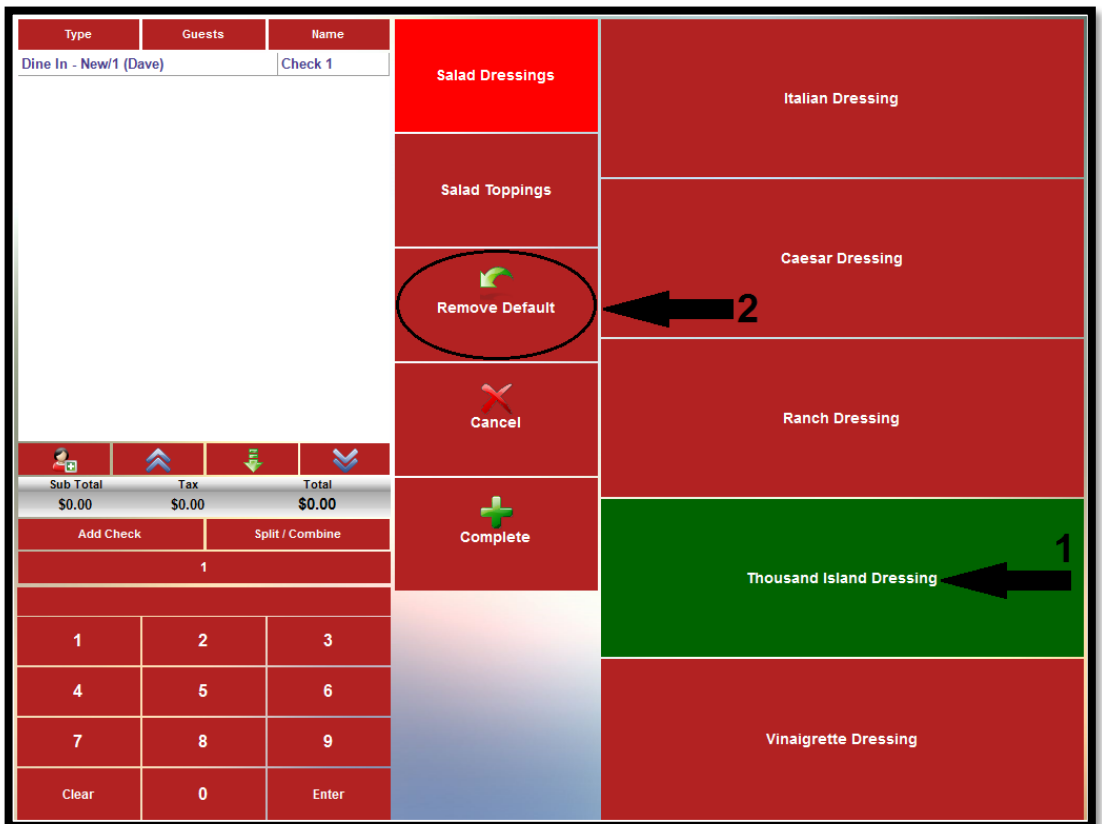 Type Guests Name
Dine In - New/1 (Dave) Check 1
Sub Total Tax Total
$0.00 $0.00 $0.00
Add Check Split / Combine
1
1 2 3
4 5 6
7 8 9
Clear 0 Enter
Salad Dressings
Salad Toppings
Remove Default
Cancel
Complete
Italian Dressing
Caesar Dressing
2
Ranch Dressing
Thousand Island Dressing
1
Vinaigrette Dressing